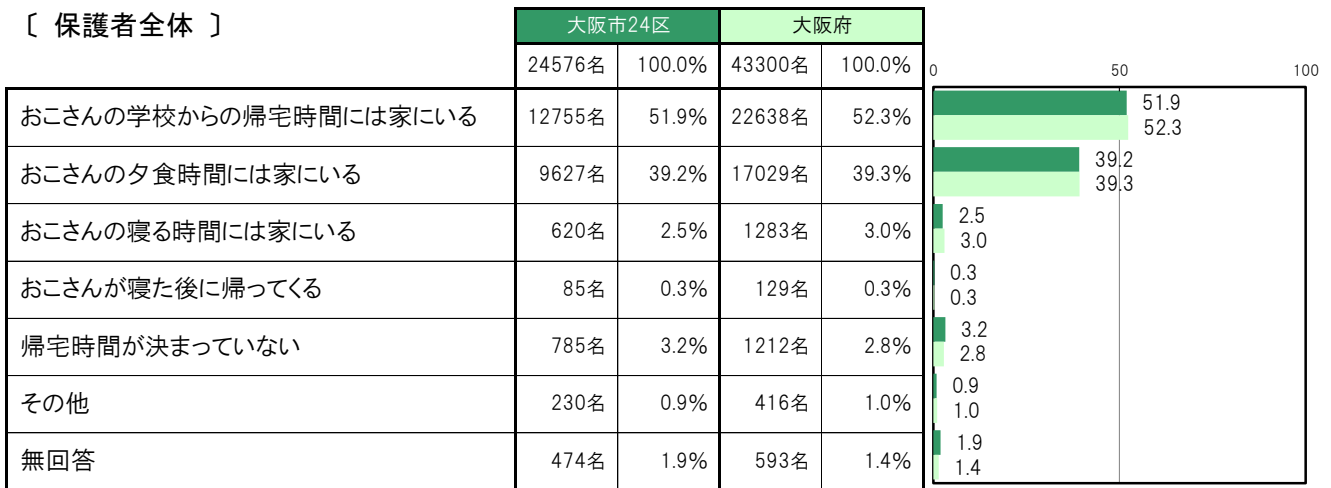 〔 保護者全体 〕
大阪市24区 大阪府
24576名 100.0% 43300名 100.0%
0 50 100
おこさんの学校からの帰宅時間には家にいる 12755名 51.9% 22638名 52.3%
51.9
52.3
おこさんの夕食時間には家にいる 9627名 39.2% 17029名 39.3%
39.2
39.3
おこさんの寝る時間には家にいる 620名 2.5% 1283名 3.0%
2.5
3.0
おこさんが寝た後に帰ってくる 85名 0.3% 129名 0.3%
0.3
0.3
帰宅時間が決まっていない 785名 3.2% 1212名 2.8%
3.2
2.8
その他 230名 0.9% 416名 1.0%
0.9
1.0
無回答 474名 1.9% 593名 1.4%
1.9
1.4